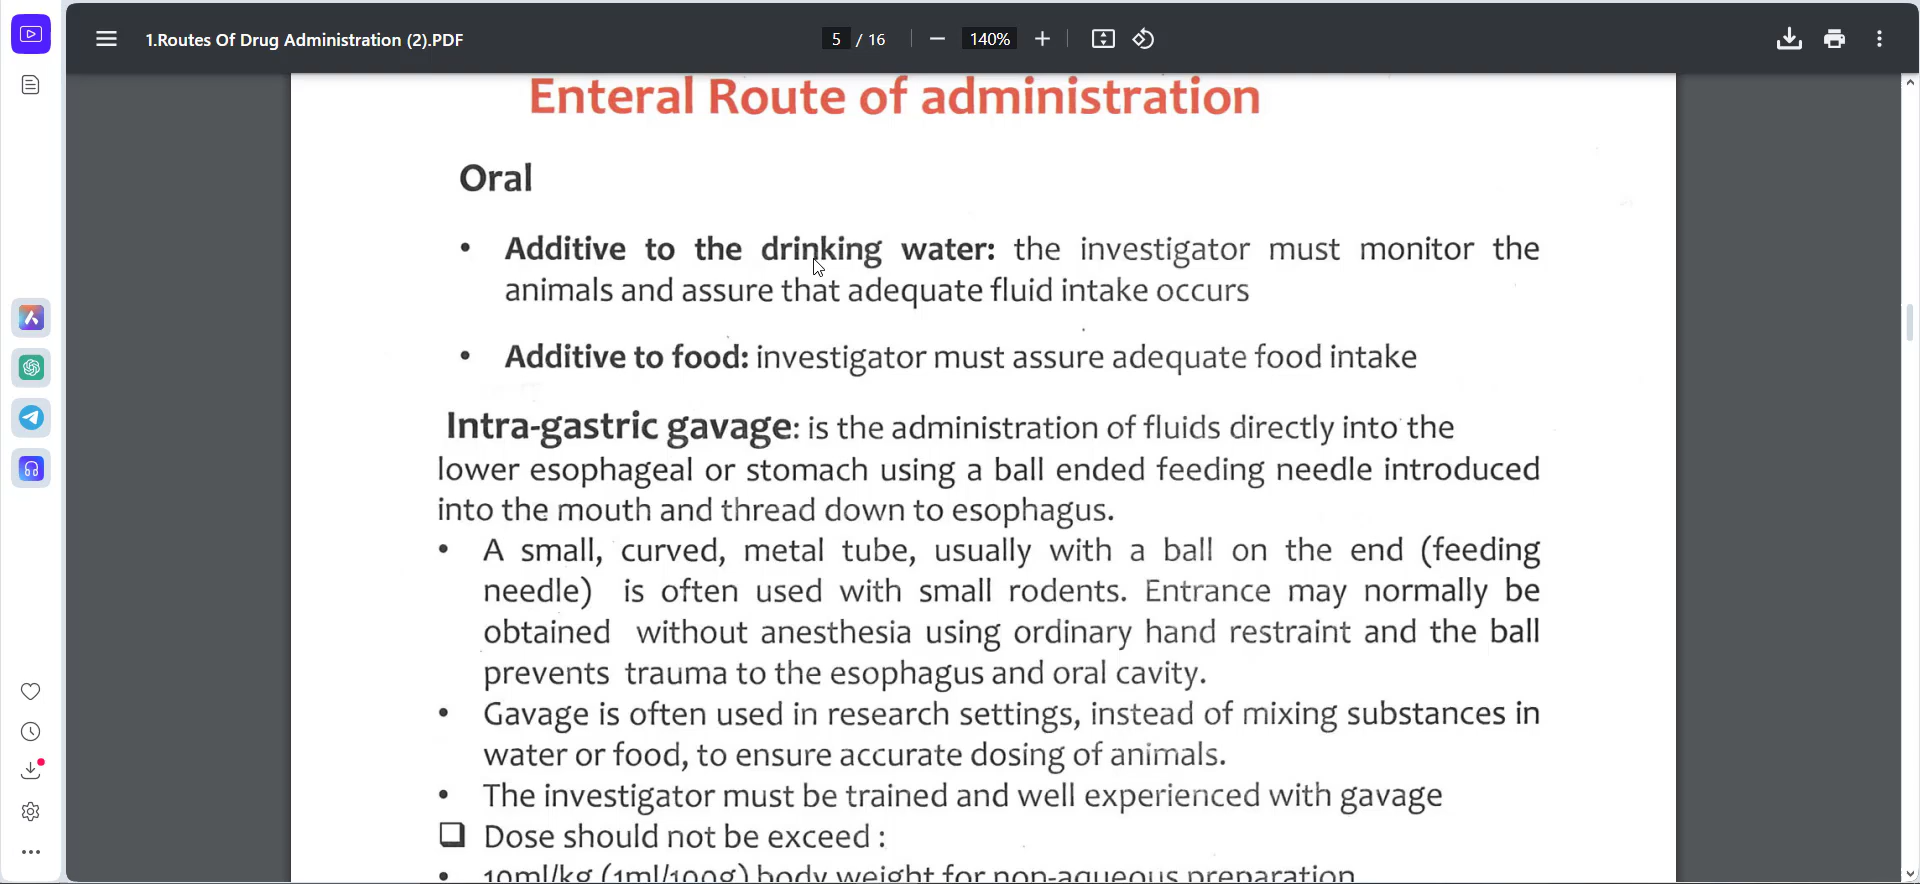 1.Routes Of Drug Administration (2).PDF
5 / 16
140%
Enteral Route of administration
Oral
• Additive to the drinking water: the investigator must monitor the
animals and assure that adequate fluid intake occurs
• Additive to food: investigator must assure adequate food intake
Intra-gastric gavage: is the administration of fluids directly into the
lower esophageal or stomach using a ball ended feeding needle introduced
into the mouth and thread down to esophagus.
• A small, curved, metal tube, usually with a ball on the end (feeding
needle) is often used with small rodents. Entrance may normally be
obtained without anesthesia using ordinary hand restraint and the ball
prevents trauma to the esophagus and oral cavity.
• Gavage is often used in research settings, instead of mixing substances in
water or food, to ensure accurate dosing of animals.
• The investigator must be trained and well experienced with gavage
❑ Dose should not be exceed :
• 10ml/kg (1ml/100g) body weight for non-aqueous preparation